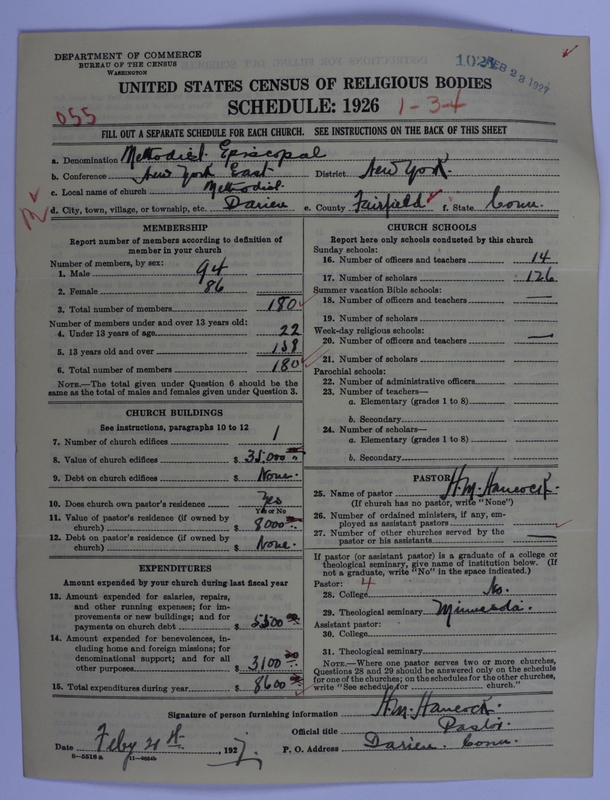 DEPARTMENT OF COMMERCE
BUREAU OF THE CENSUS
WASHINGTON
FEB 23 1927
UNITED STATES CENSUS OF RELIGIOUS BODIES
SCHEDULE: 1926
055
1-3-4
FILL OUT A SEPARATE SCHEDULE FOR EACH CHURCH. SEE INSTRUCTIONS ON THE BACK OF THIS SHEET
a. Denomination Methodist Episcopal
b. Conference New York East District New York
c. Local name of church Methodist
d. City, town, village, or township, etc. Darien e. County Fairfield f. State Conn.
MEMBERSHIP
Report number of members according to definition of
member in your church
Number of members, by sex:
1. Male 94
2. Female 86
3. Total number of members 180
Number of members under and over 13 years old:
4. Under 13 years of age 22
5. 13 years old and over 158
6. Total number of members 180
NOTE.—The total given under Question 6 should be
same as the total of males and females given under Question 3.
CHURCH BUILDINGS
See instructions, paragraphs 10 to 12
7. Number of church edifices 1
8. Value of church edifices $ 35,000
9. Debt on church edifices $ None.
10. Does church own pastor's residence Yes
Yes or No
11. Value of pastor's residence (if owned by
church) $ 8000
12. Debt on pastor's residence (if owned by
church) $ None.
EXPENDITURES
Amount expended by your church during last fiscal year
13. Amount expended for salaries, repairs,
and other running expenses; for im-
provements or new buildings; and for
payments on church debt $ 5500
14. Amount expended for benevolences, in-
cluding home and foreign missions; for
denominational support; and for all
other purposes $ 3100
15. Total expenditures during year $ 8600
CHURCH SCHOOLS
Report here only schools conducted by this church
Sunday schools:
16. Number of officers and teachers 14
17. Number of scholars 126
Summer vacation Bible schools:
18. Number of officers and teachers —
19. Number of scholars
Week-day religious schools:
20. Number of officers and teachers —
21. Number of scholars
Parochial schools:
22. Number of administrative officers
23. Number of teachers—
a. Elementary (grades 1 to 8)
b. Secondary
24. Number of scholars—
a. Elementary (grades 1 to 8)
b. Secondary
PASTOR
25. Name of pastor H. M. Hancock.
(If church has no pastor, write "None")
26. Number of ordained ministers, if any, em-
ployed as assistant pastors
27. Number of other churches served by the
pastor or his assistants —
If pastor (or assistant pastor) is a graduate of a college or
theological seminary, give name of institution below. (If
not a graduate, write "No" in the space indicated.)
Pastor: 4
28. College No.
29. Theological seminary
Assistant pastor:
30. College
31. Theological seminary
NOTE.—Where one pastor serves two or more churches,
Questions 28 and 29 should be answered only on the schedule
for one of the churches; on the schedules for the other churches,
write "See schedule for church."
Signature of person furnishing information H. M. Hancock.
Official title Pastor.
Date Feby 21st, 1927. P. O. Address Darien. Conn.
8—5518 a 11—9554b